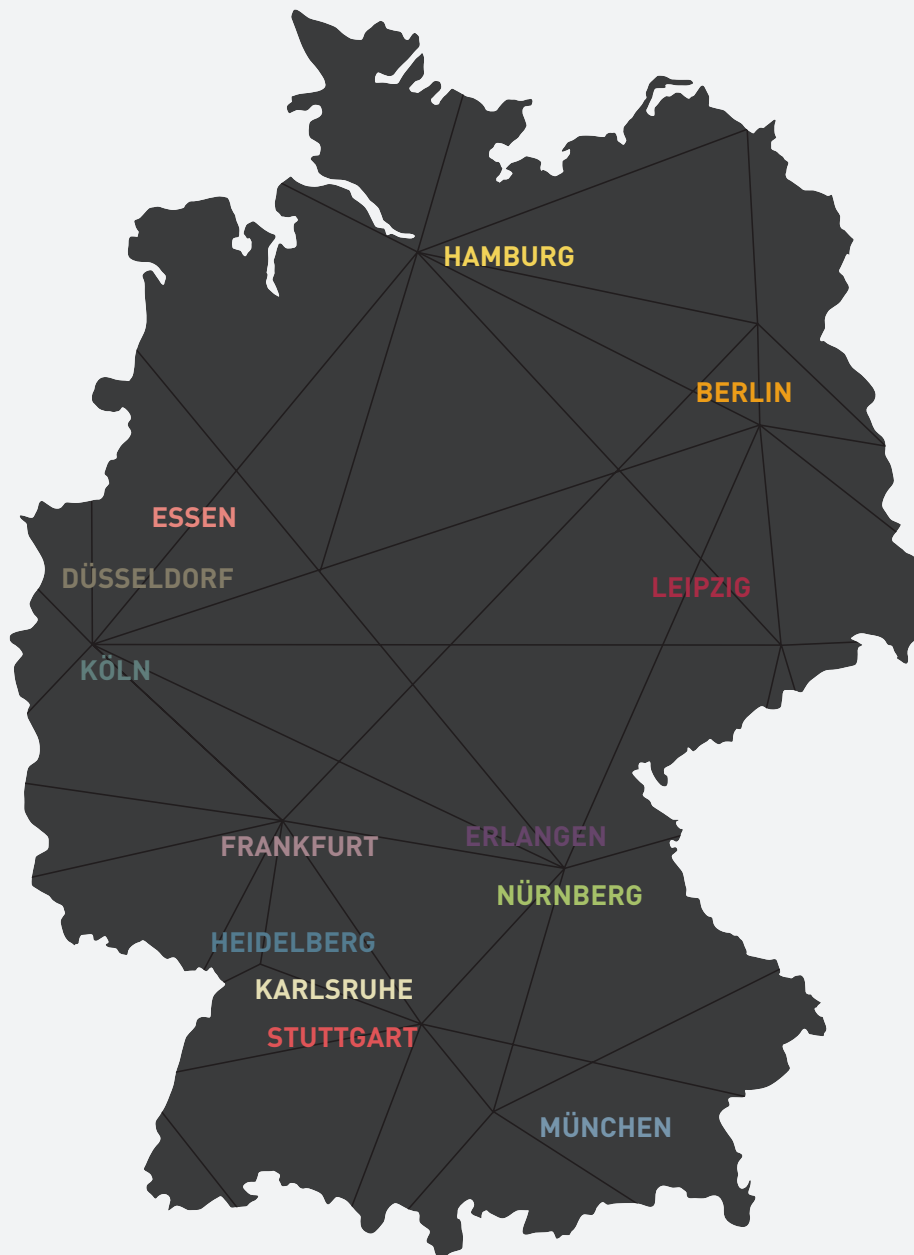 HAMBURG
BERLIN
ESSEN
DÜSSELDORF
LEIPZIG
KÖLN
ERLANGEN
FRANKFURT
NÜRNBERG
HEIDELBERG
KARLSRUHE
STUTTGART
MÜNCHEN